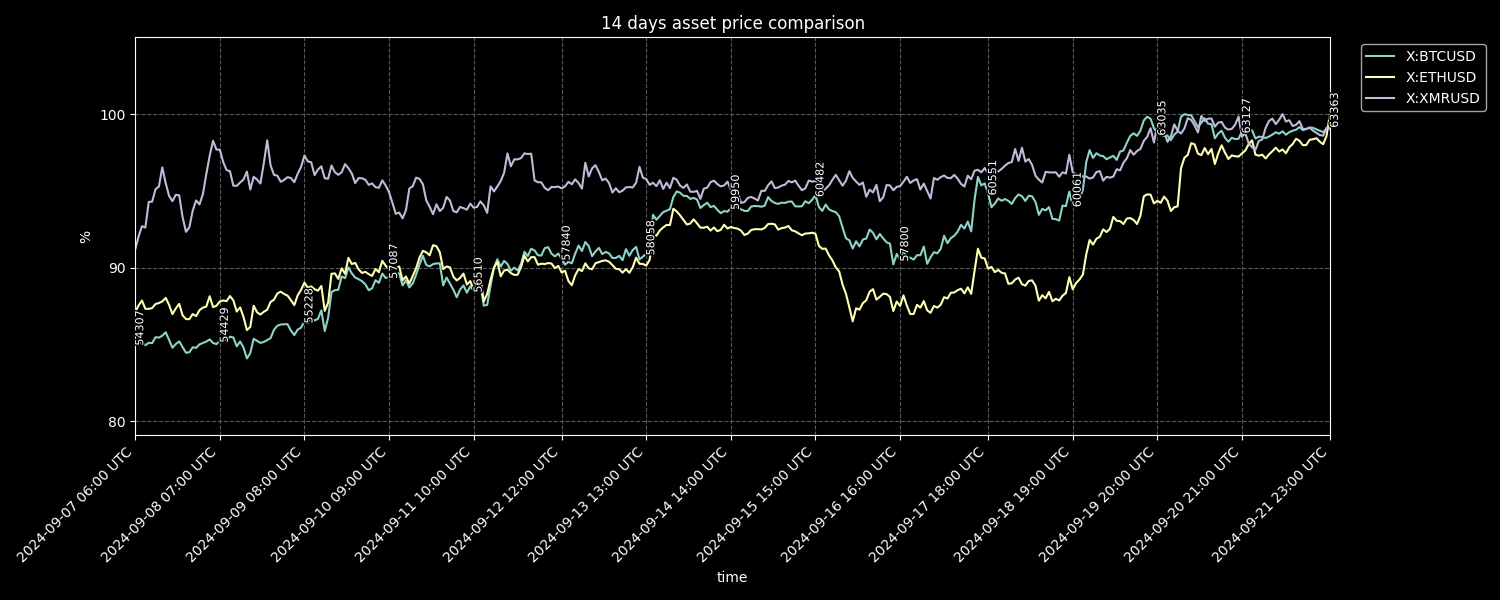 14 days asset price comparison
X:BTCUSD
X:ETHUSD
X:XMRUSD
100
90
80
%
54307
54429
55228
57087
56510
57840
58058
59950
60482
57800
60551
60061
63035
63127
63363
2024-09-07 06:00 UTC
2024-09-08 07:00 UTC
2024-09-09 08:00 UTC
2024-09-10 09:00 UTC
2024-09-11 10:00 UTC
2024-09-12 12:00 UTC
2024-09-13 13:00 UTC
2024-09-14 14:00 UTC
2024-09-15 15:00 UTC
2024-09-16 16:00 UTC
2024-09-17 18:00 UTC
2024-09-18 19:00 UTC
2024-09-19 20:00 UTC
2024-09-20 21:00 UTC
2024-09-21 23:00 UTC
time